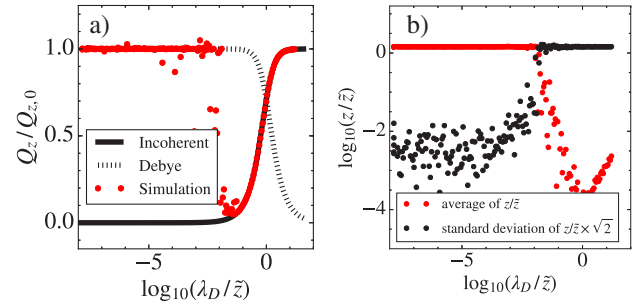 a)
Q_z/Q_{z,0}
1.0
0.5
0.0
Incoherent
Debye
Simulation
−5
0
log_{10}(λ_D/z̃)
b)
log_{10}(z/z̃)
0
−2
−4
average of z/z̃
standard deviation of z/z̃ × √2
−5
0
log_{10}(λ_D/z̃)